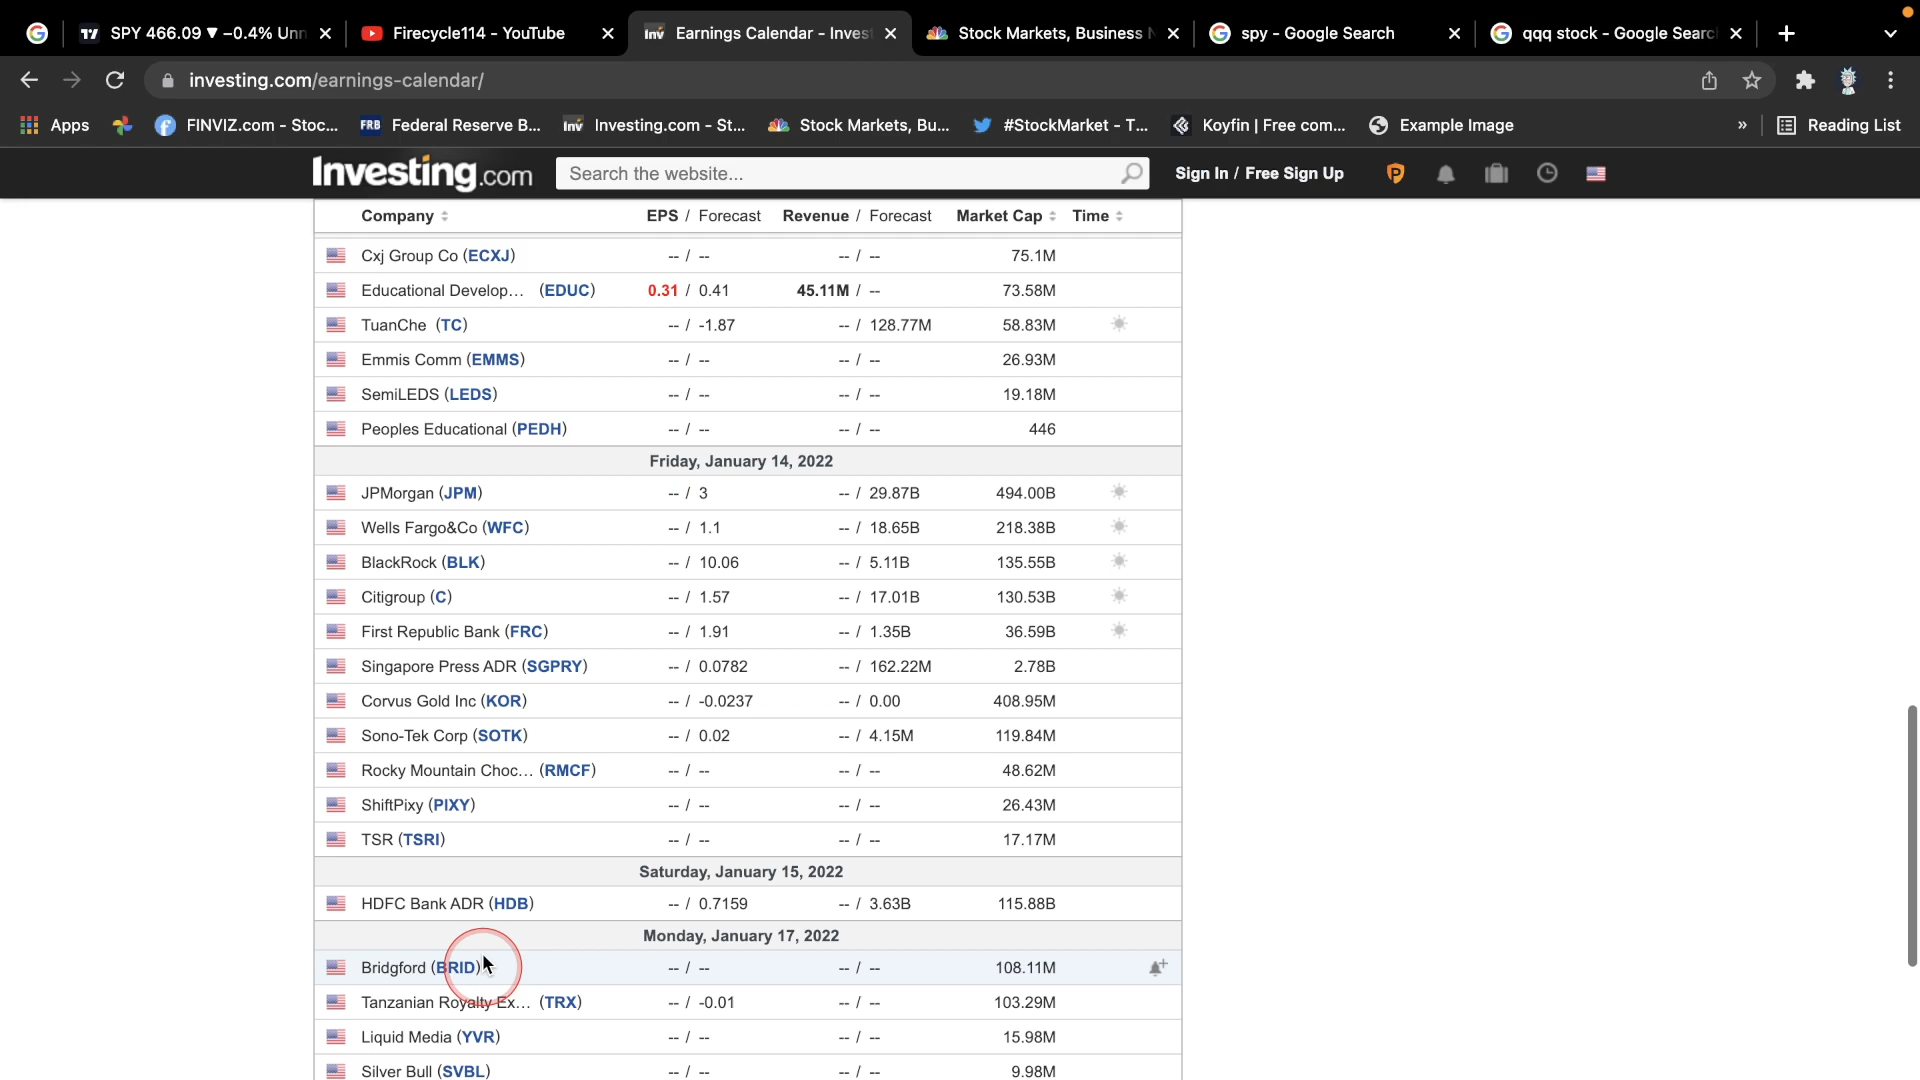 SPY 466.09 ▼ −0.4% Unn
Firecycle114 - YouTube
Earnings Calendar - Inves
Stock Markets, Business N
spy - Google Search
qqq stock - Google Searc
investing.com/earnings-calendar/
Apps
FINVIZ.com - Stoc...
FRB Federal Reserve B...
Inv Investing.com - St...
Stock Markets, Bu...
#StockMarket - T...
Koyfin | Free com...
Example Image
»
Reading List
Investing.com
Search the website...
Sign In / Free Sign Up
Company EPS / Forecast Revenue / Forecast Market Cap Time
Cxj Group Co (ECXJ) -- / -- -- / -- 75.1M
Educational Develop... (EDUC) 0.31 / 0.41 45.11M / -- 73.58M
TuanChe (TC) -- / -1.87 -- / 128.77M 58.83M
Emmis Comm (EMMS) -- / -- -- / -- 26.93M
SemiLEDS (LEDS) -- / -- -- / -- 19.18M
Peoples Educational (PEDH) -- / -- -- / -- 446
Friday, January 14, 2022
JPMorgan (JPM) -- / 3 -- / 29.87B 494.00B
Wells Fargo&Co (WFC) -- / 1.1 -- / 18.65B 218.38B
BlackRock (BLK) -- / 10.06 -- / 5.11B 135.55B
Citigroup (C) -- / 1.57 -- / 17.01B 130.53B
First Republic Bank (FRC) -- / 1.91 -- / 1.35B 36.59B
Singapore Press ADR (SGPRY) -- / 0.0782 -- / 162.22M 2.78B
Corvus Gold Inc (KOR) -- / -0.0237 -- / 0.00 408.95M
Sono-Tek Corp (SOTK) -- / 0.02 -- / 4.15M 119.84M
Rocky Mountain Choc... (RMCF) -- / -- -- / -- 48.62M
ShiftPixy (PIXY) -- / -- -- / -- 26.43M
TSR (TSRI) -- / -- -- / -- 17.17M
Saturday, January 15, 2022
HDFC Bank ADR (HDB) -- / 0.7159 -- / 3.63B 115.88B
Monday, January 17, 2022
Bridgford (BRID) -- / -- -- / -- 108.11M
Tanzanian Royalty Ex... (TRX) -- / -0.01 -- / -- 103.29M
Liquid Media (YVR) -- / -- -- / -- 15.98M
Silver Bull (SVBL) -- / -- -- / -- 9.98M